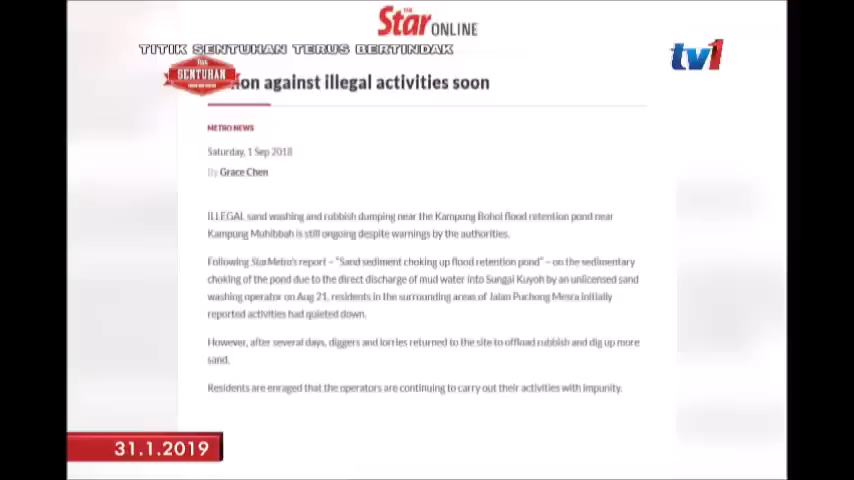 THE
Star ONLINE
TITIK SENTUHAN TERUS BERTINDAK
tv1
SENTUHAN
on against illegal activities soon
METRO NEWS
Saturday, 1 Sep 2018
By Grace Chen
ILLEGAL sand washing and rubbish dumping near the Kampung Bohol flood retention pond near
Kampung Muhibbah is still ongoing despite warnings by the authorities.
Following StarMetro's report – "Sand sediment choking up flood retention pond" – on the sedimentary
choking of the pond due to the direct discharge of mud water into Sungai Kuyoh by an unlicensed sand
washing operator on Aug 21, residents in the surrounding areas of Jalan Puchong Mesra initially
reported activities had quieted down.
However, after several days, diggers and lorries returned to the site to offload rubbish and dig up more
sand.
Residents are enraged that the operators are continuing to carry out their activities with impunity.
31.1.2019